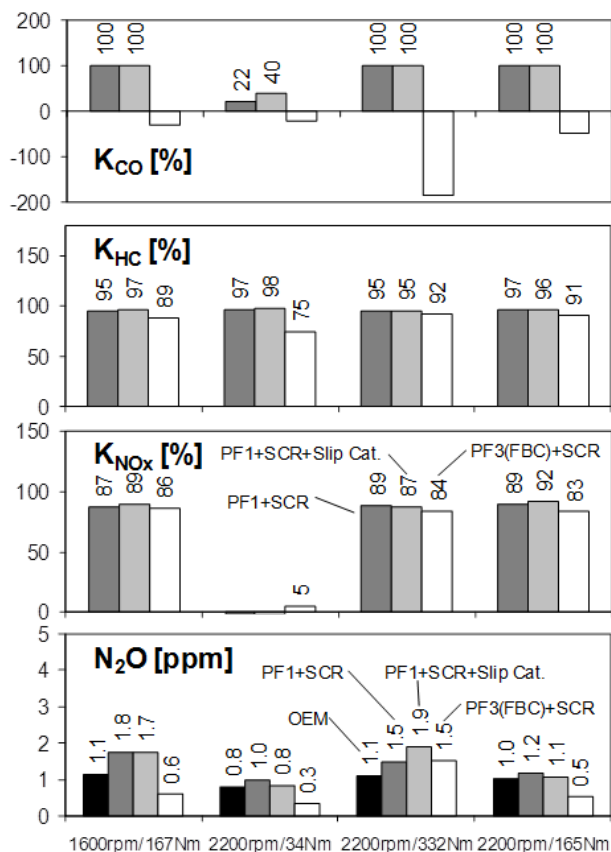 200
100
0
-100
-200
100 100
22 40
100 100
100 100
K_CO [%]
150
100
50
0
K_HC [%]
95 97 89
97 98 75
95 95 92
97 96 91
150
100
50
0
K_NOx [%]
PF1+SCR+Slip Cat.
PF3(FBC)+SCR
PF1+SCR
87 89 86
5
89 87 84
89 92 83
5
4
3
2
1
0
N₂O [ppm]
PF1+SCR
PF1+SCR+Slip Cat.
OEM
PF3(FBC)+SCR
1.1 1.8 1.7 0.6
0.8 1.0 0.8 0.3
1.1 1.5 1.9 1.5
1.0 1.2 1.1 0.5
1600rpm/167Nm 2200rpm/34Nm 2200rpm/332Nm 2200rpm/165Nm